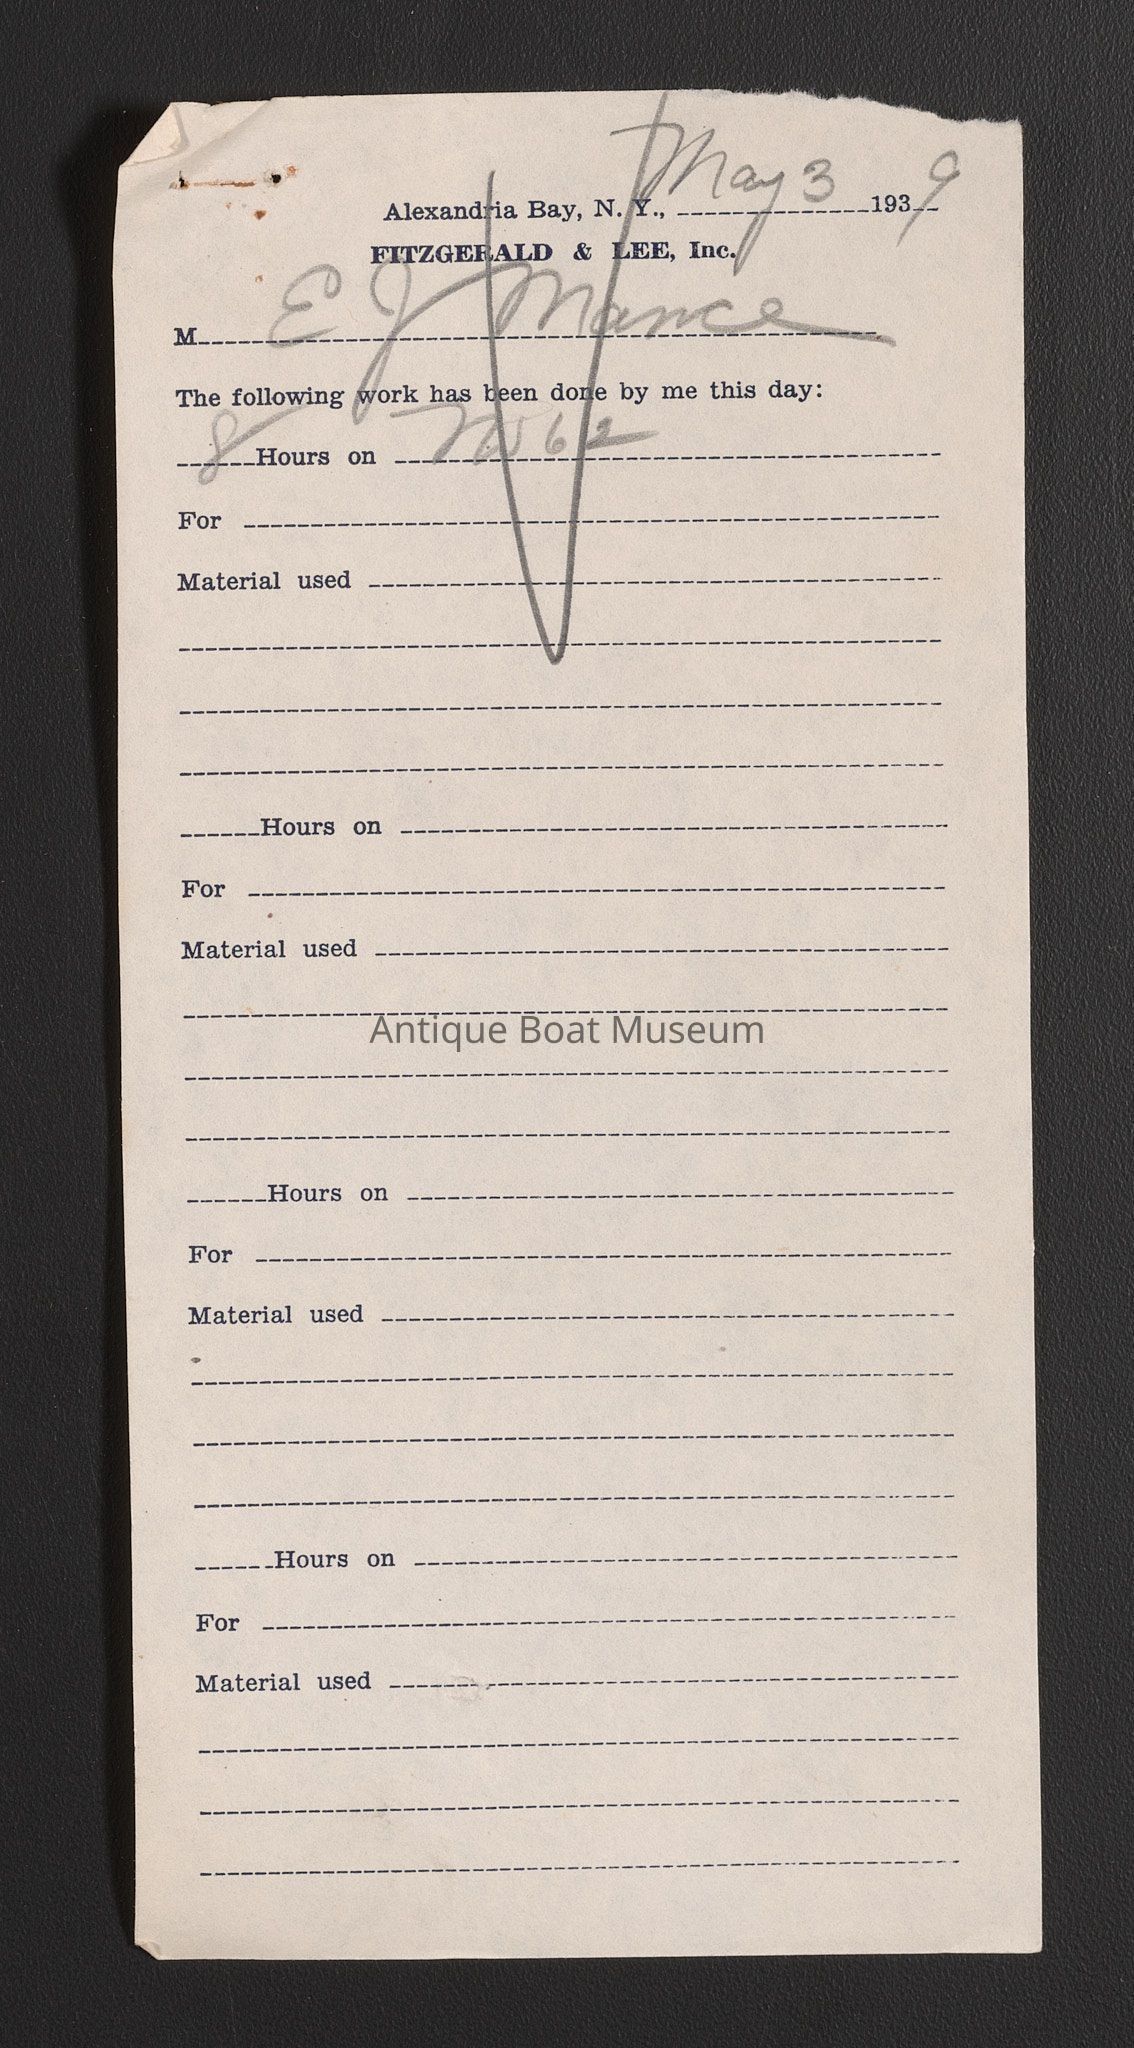 Alexandria Bay, N. Y., May 3 1939
FITZGERALD & LEE, Inc.
M E J Mance
The following work has been done by me this day:
8 Hours on 62
For
Material used
Hours on
For
Material used
Antique Boat Museum
Hours on
For
Material used
Hours on
For
Material used